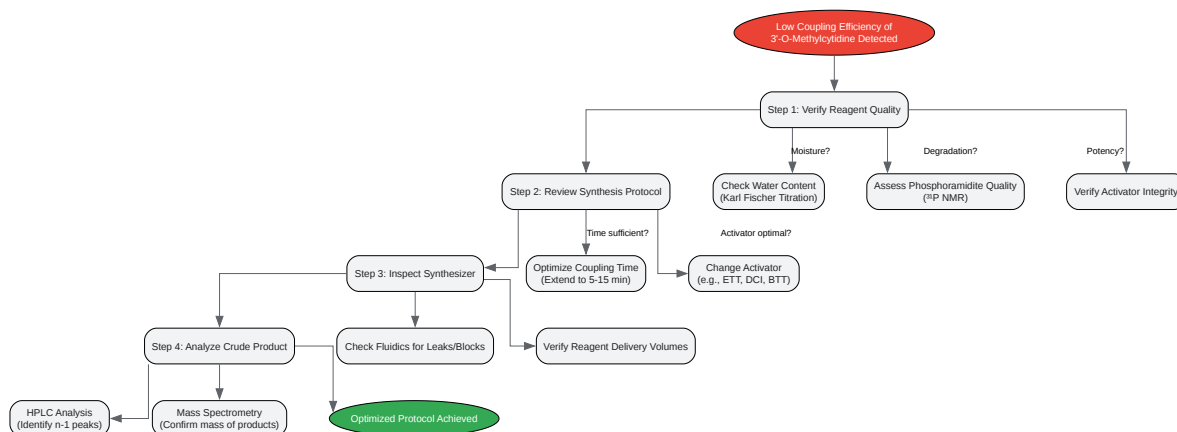 Low Coupling Efficiency of
3'-O-Methylcytidine Detected
Step 1: Verify Reagent Quality
Moisture?
Degradation?
Potency?
Step 2: Review Synthesis Protocol
Check Water Content
(Karl Fischer Titration)
Assess Phosphoramidite Quality
(³¹P NMR)
Verify Activator Integrity
Time sufficient?
Activator optimal?
Step 3: Inspect Synthesizer
Optimize Coupling Time
(Extend to 5-15 min)
Change Activator
(e.g., ETT, DCI, BTT)
Step 4: Analyze Crude Product
Check Fluidics for Leaks/Blocks
Verify Reagent Delivery Volumes
HPLC Analysis
(Identify n-1 peaks)
Mass Spectrometry
(Confirm mass of products)
Optimized Protocol Achieved